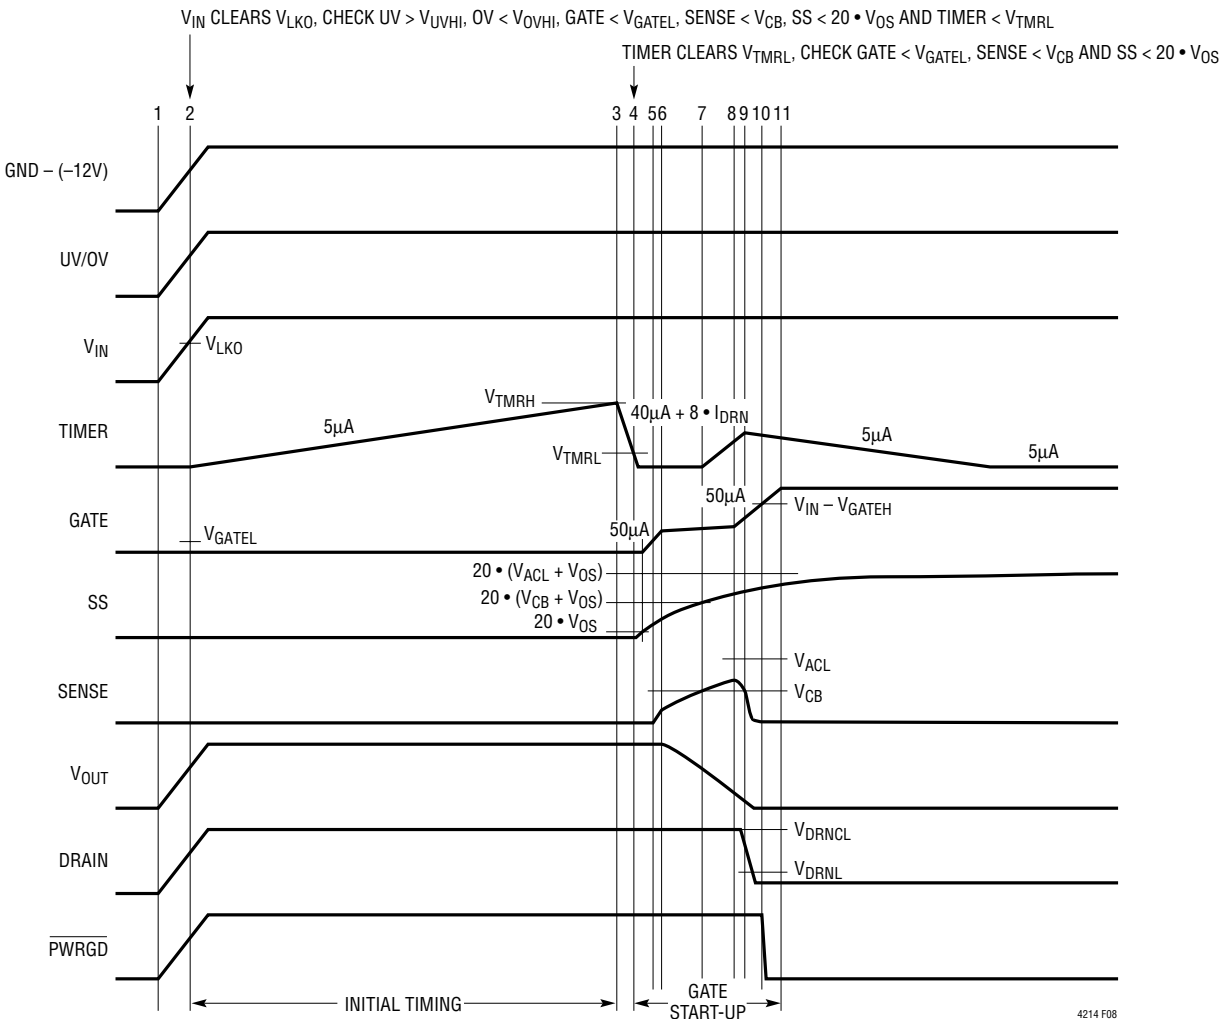 VIN CLEARS VLKO, CHECK UV > VUVHI, OV < VOVHI, GATE < VGATEL, SENSE < VCB, SS < 20 • VOS AND TIMER < VTMRL
TIMER CLEARS VTMRL, CHECK GATE < VGATEL, SENSE < VCB AND SS < 20 • VOS
1 2 3 4 5 6 7 8 9 10 11
GND – (–12V)
UV/OV
VIN
VLKO
TIMER
5µA
VTMRH
VTMRL
40µA + 8 • IDRN
5µA
5µA
GATE
VGATEL
50µA
50µA
VIN – VGATEH
SS
20 • (VACL + VOS)
20 • (VCB + VOS)
20 • VOS
SENSE
VACL
VCB
VOUT
DRAIN
VDRNCL
VDRNL
PWRGD
INITIAL TIMING
GATE
START-UP
4214 F08